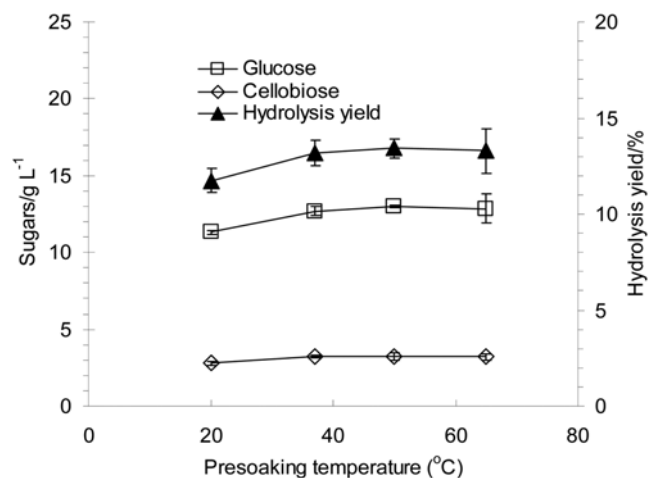 25
20
15
10
5
0
Sugars/g L⁻¹
Glucose
Cellobiose
Hydrolysis yield
20
15
10
5
0
Hydrolysis yield/%
0
20
40
60
80
Presoaking temperature (°C)